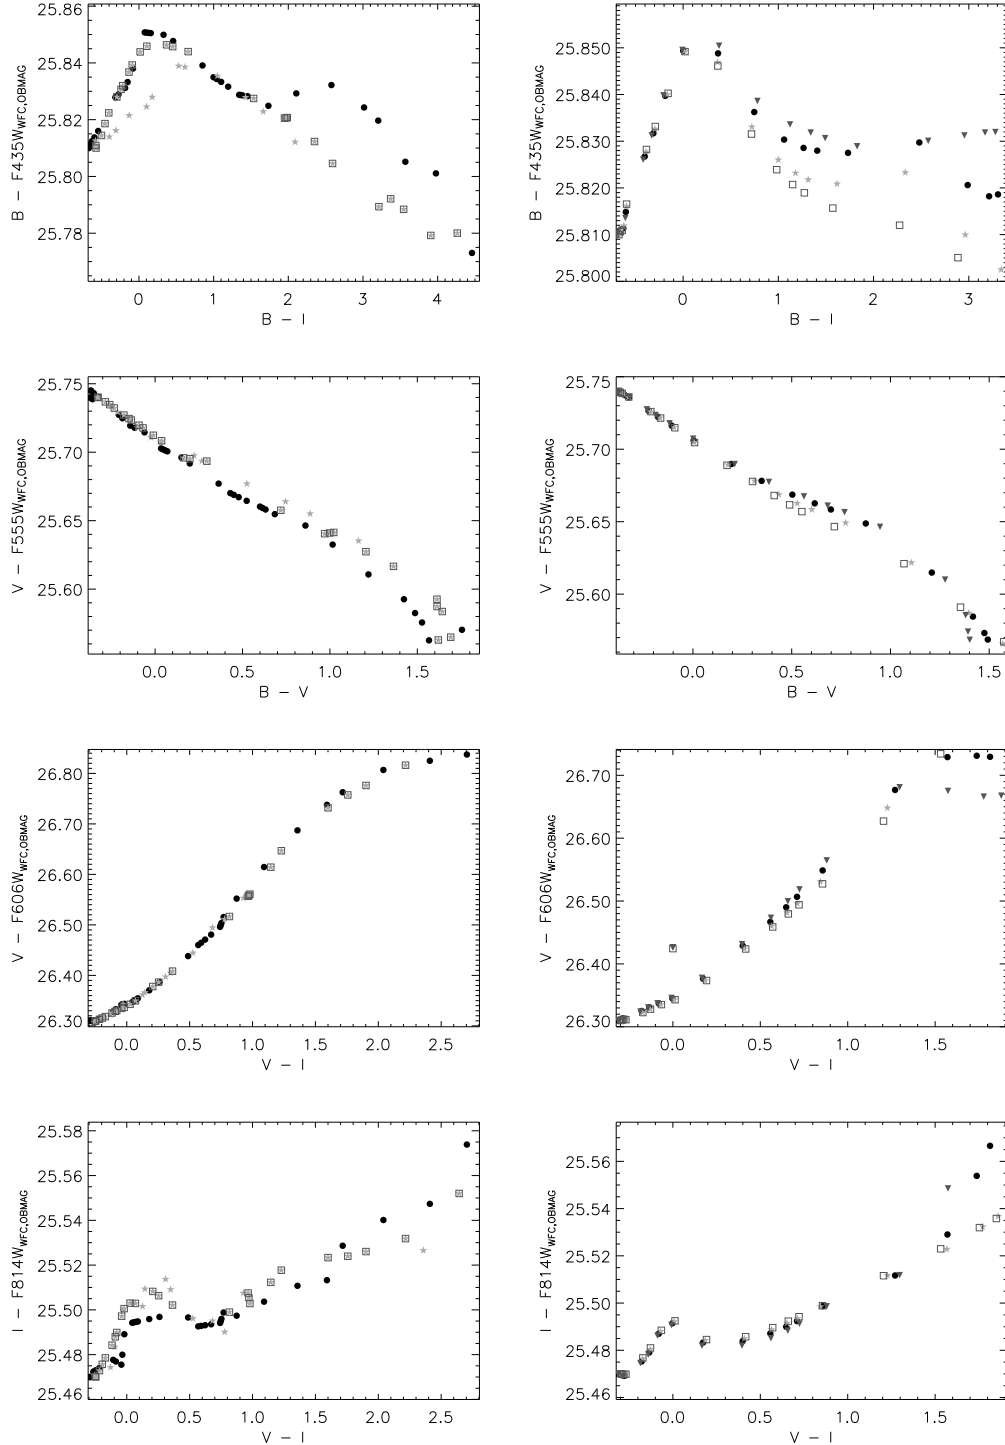 25.86
25.84
25.82
25.80
25.78
B – F435W_WFC,OBMAG
0 1 2 3 4
B – I
25.850
25.840
25.830
25.820
25.810
25.800
B – F435W_WFC,OBMAG
0 1 2 3
B – I
25.75
25.70
25.65
25.60
V – F555W_WFC,OBMAG
0.0 0.5 1.0 1.5
B – V
25.75
25.70
25.65
25.60
V – F555W_WFC,OBMAG
0.0 0.5 1.0 1.5
B – V
26.80
26.70
26.60
26.50
26.40
26.30
V – F606W_WFC,OBMAG
0.0 0.5 1.0 1.5 2.0 2.5
V – I
26.70
26.60
26.50
26.40
26.30
V – F606W_WFC,OBMAG
0.0 0.5 1.0 1.5
V – I
25.58
25.56
25.54
25.52
25.50
25.48
25.46
I – F814W_WFC,OBMAG
0.0 0.5 1.0 1.5 2.0 2.5
V – I
25.56
25.54
25.52
25.50
25.48
25.46
I – F814W_WFC,OBMAG
0.0 0.5 1.0 1.5
V – I